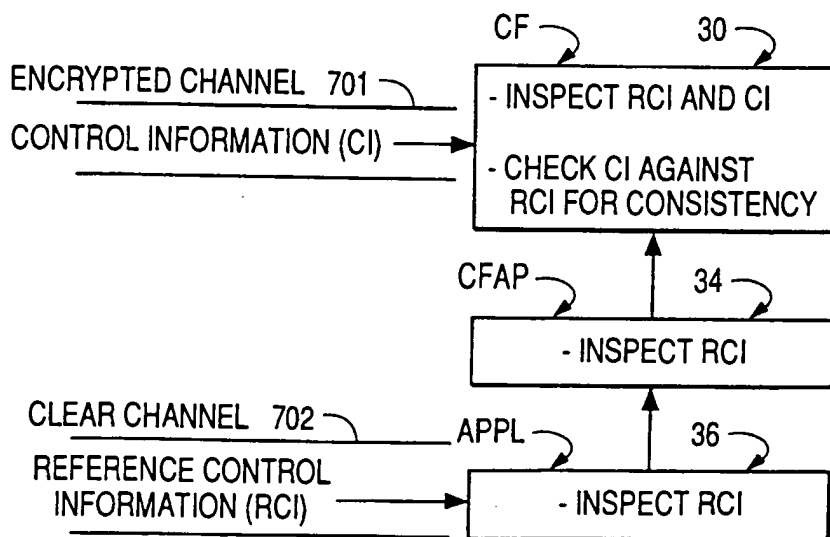 CF 30
ENCRYPTED CHANNEL 701
- INSPECT RCI AND CI
CONTROL INFORMATION (CI)
- CHECK CI AGAINST
RCI FOR CONSISTENCY
CFAP 34
- INSPECT RCI
CLEAR CHANNEL 702
APPL 36
REFERENCE CONTROL
INFORMATION (RCI)
- INSPECT RCI